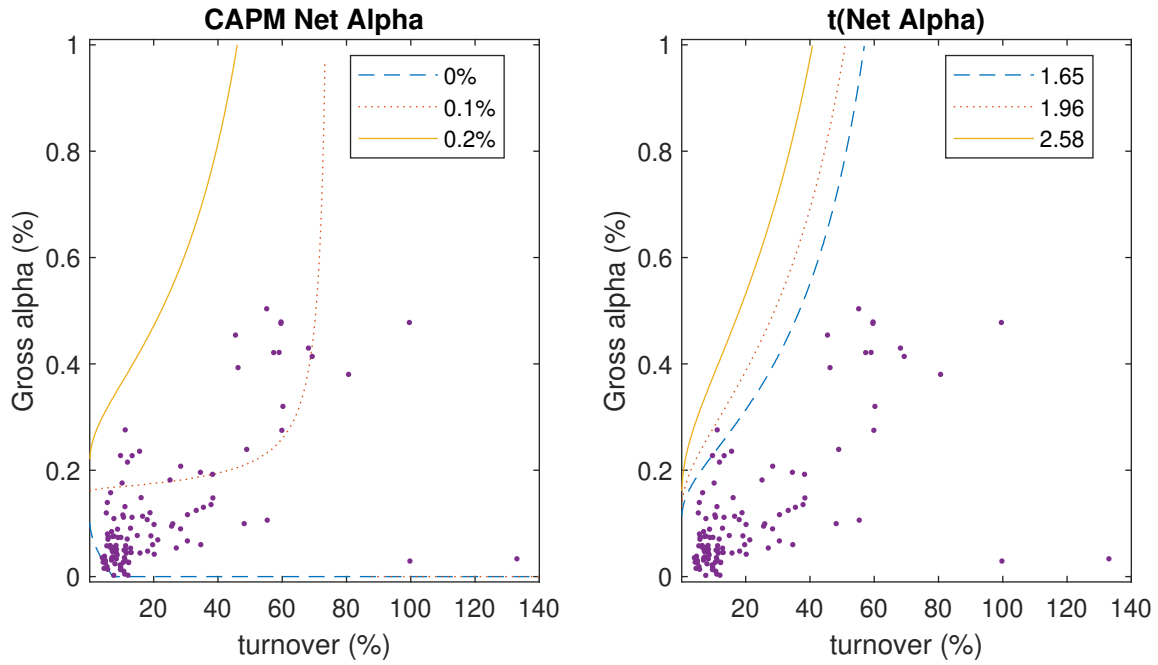 CAPM Net Alpha
1
0.8
0.6
0.4
0.2
0
Gross alpha (%)
0%
0.1%
0.2%
20 40 60 80 100 120 140
turnover (%)
t(Net Alpha)
1
0.8
0.6
0.4
0.2
0
Gross alpha (%)
1.65
1.96
2.58
20 40 60 80 100 120 140
turnover (%)